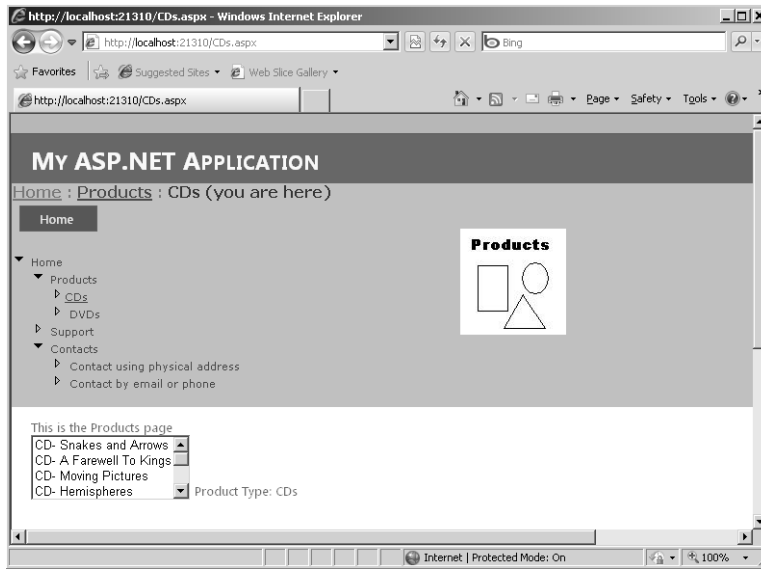 http://localhost:21310/CDs.aspx - Windows Internet Explorer
http://localhost:21310/CDs.aspx
Bing
Favorites
Suggested Sites
Web Slice Gallery
http://localhost:21310/CDs.aspx
Page
Safety
Tools
MY ASP.NET APPLICATION
Home : Products : CDs (you are here)
Home
Products
Home
Products
CDs
DVDs
Support
Contacts
Contact using physical address
Contact by email or phone
This is the Products page
CD- Snakes and Arrows
CD- A Farewell To Kings
CD- Moving Pictures
CD- Hemispheres
Product Type: CDs
Internet | Protected Mode: On
100%